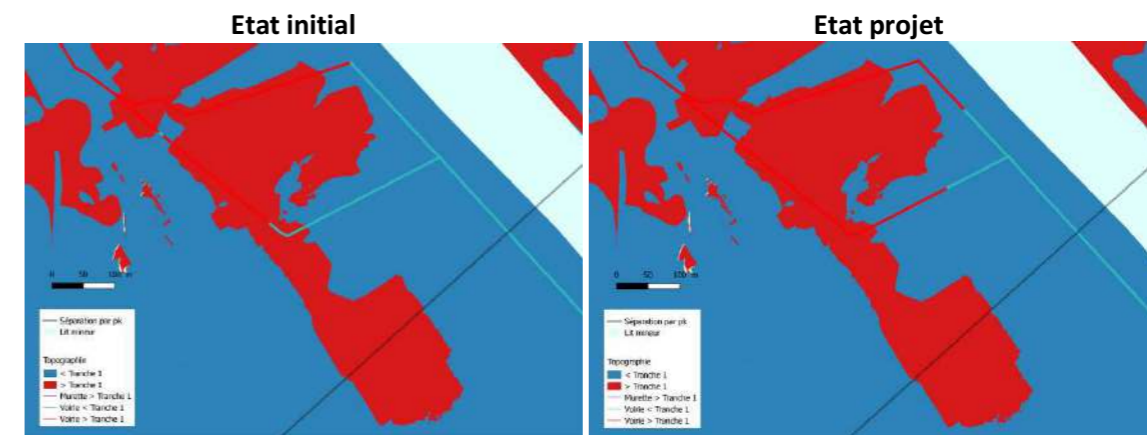 Etat initial
Etat projet
0 50 100 m
Séparation par pk
Lit mineur
Topographie
< Tranche 1
> Tranche 1
Murette > Tranche 1
Voirie < Tranche 1
Voirie > Tranche 1
0 50 100 m
Séparation par pk
Lit mineur
Topographie
< Tranche 1
> Tranche 1
Murette > Tranche 1
Voirie < Tranche 1
Voirie > Tranche 1